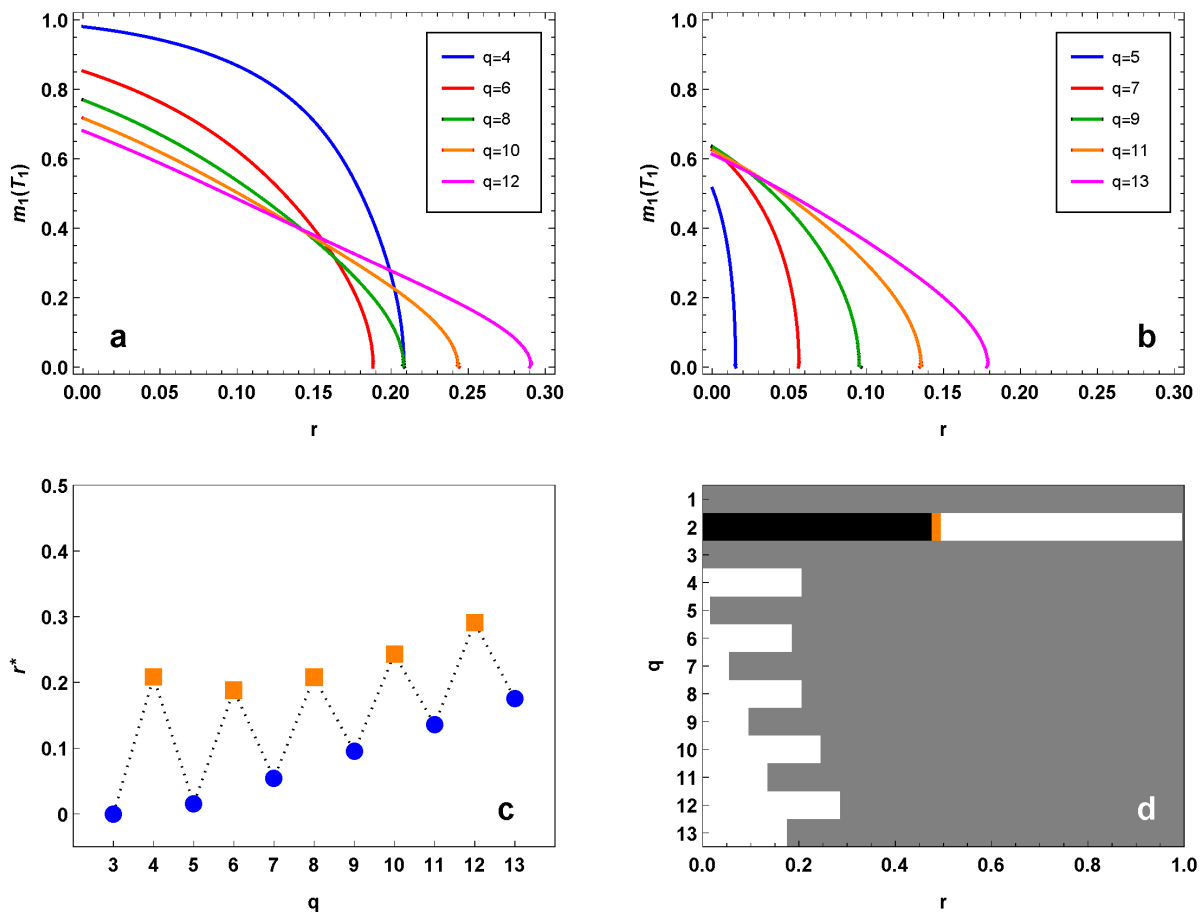 1.0
0.8
0.6
0.4
0.2
0.0
m1(T1)
0.00 0.05 0.10 0.15 0.20 0.25 0.30
r
q=4
q=6
q=8
q=10
q=12
a
1.0
0.8
0.6
0.4
0.2
0.0
m1(T1)
0.00 0.05 0.10 0.15 0.20 0.25 0.30
r
q=5
q=7
q=9
q=11
q=13
b
0.5
0.4
0.3
0.2
0.1
0
r*
3 4 5 6 7 8 9 10 11 12 13
q
c
1
2
3
4
5
6
7
8
9
10
11
12
13
q
0.0 0.2 0.4 0.6 0.8 1.0
r
d